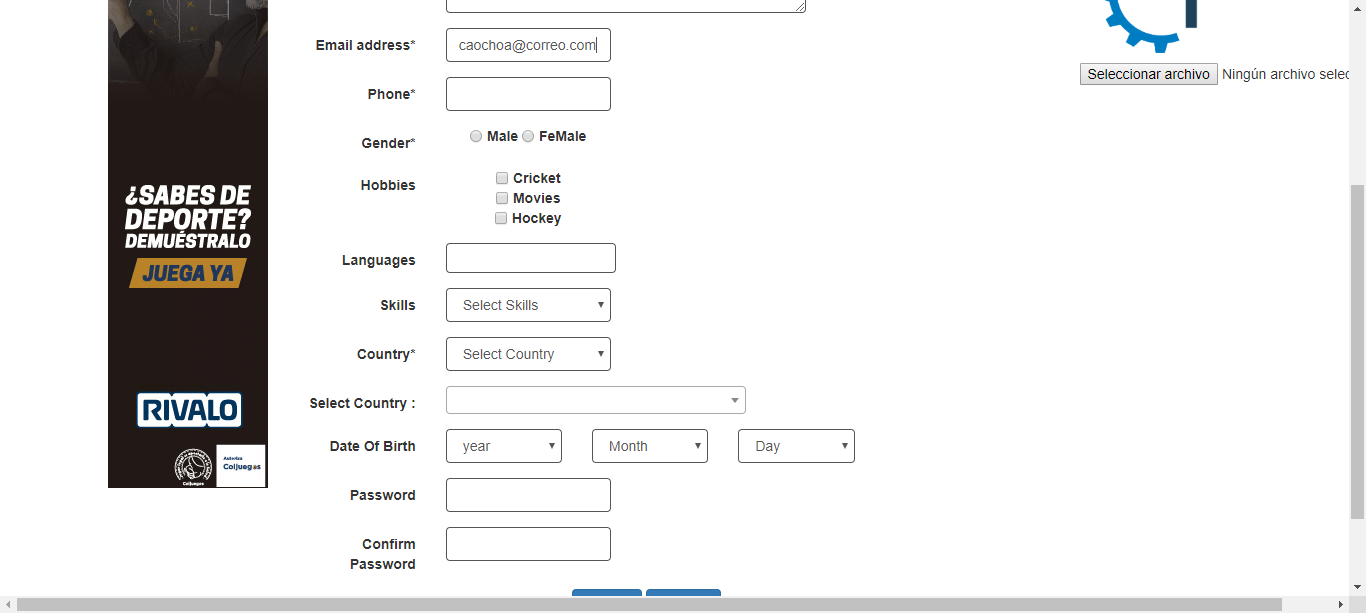 Email address*
caochoa@correo.com
Seleccionar archivo Ningún archivo selec
Phone*
Gender*
Male FeMale
Hobbies
Cricket
Movies
Hockey
Languages
Skills
Select Skills
Country*
Select Country
Select Country :
Date Of Birth
year Month Day
Password
Confirm
Password
¿SABES DE
DEPORTE?
DEMUÉSTRALO
JUEGA YA
RIVALO
Autoriza
Coljuegos
Coljuegos